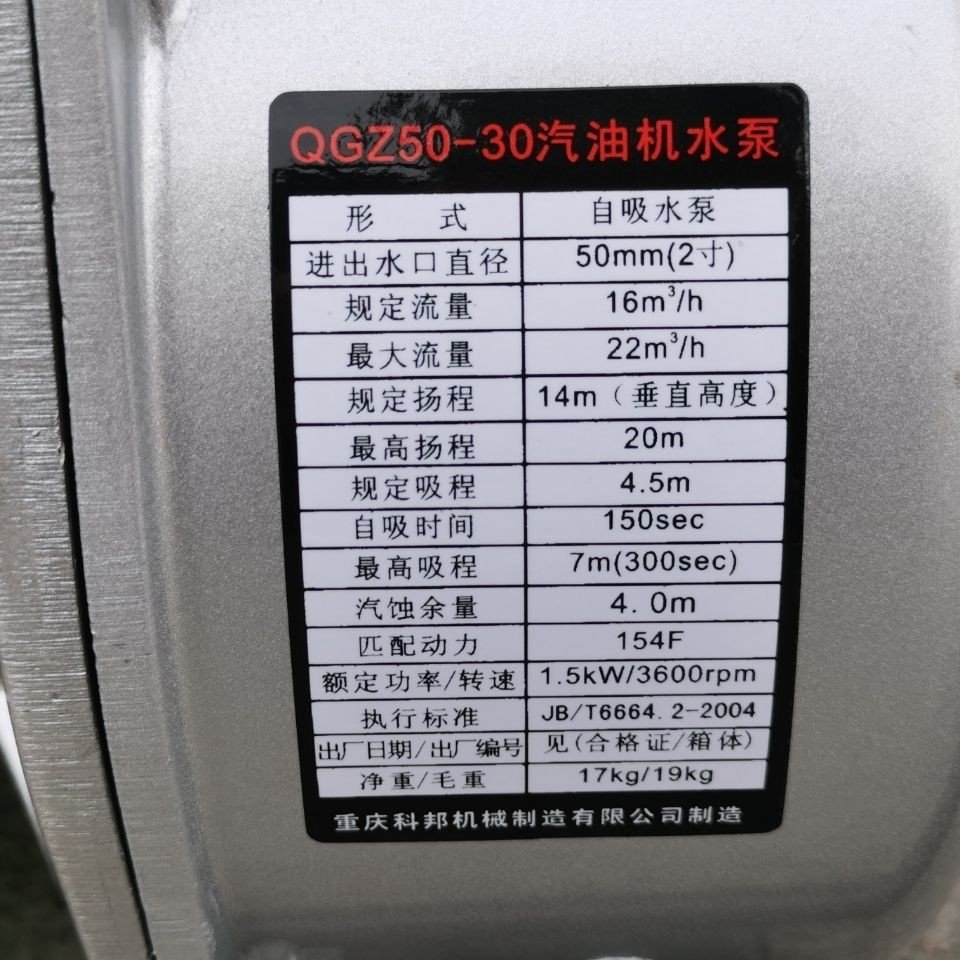 QGZ50-30汽油机水泵
形 式 自吸水泵
进出水口直径 50mm(2寸)
规定流量 16m³/h
最大流量 22m³/h
规定扬程 14m(垂直高度)
最高扬程 20m
规定吸程 4.5m
自吸时间 150sec
最高吸程 7m(300sec)
汽蚀余量 4.0m
匹配动力 154F
额定功率/转速 1.5kW/3600rpm
执行标准 JB/T6664.2-2004
出厂日期/出厂编号 见(合格证/箱体)
净重/毛重 17kg/19kg
重庆科邦机械制造有限公司制造